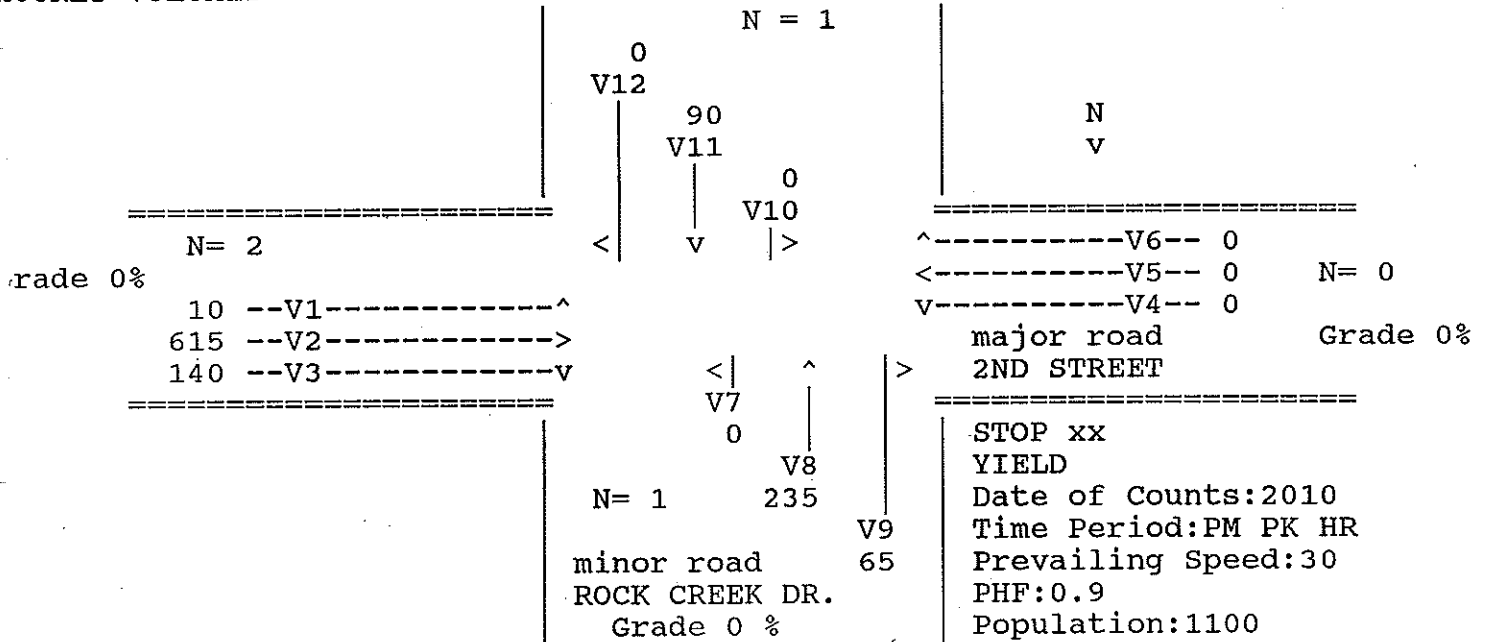 N = 1
0
V12
90
V11
0
V10
N
v
=====================
N= 2
< v |>
rade 0%
10 --V1------------^
615 --V2------------>
140 --V3------------v
=====================
=====================
^----------V6-- 0
<----------V5-- 0 N= 0
v----------V4-- 0
major road Grade 0%
2ND STREET
=====================
<| ^ |>
V7
0
V8
N= 1 235
V9
65
minor road
ROCK CREEK DR.
Grade 0 %
STOP xx
YIELD
Date of Counts:2010
Time Period:PM PK HR
Prevailing Speed:30
PHF:0.9
Population:1100